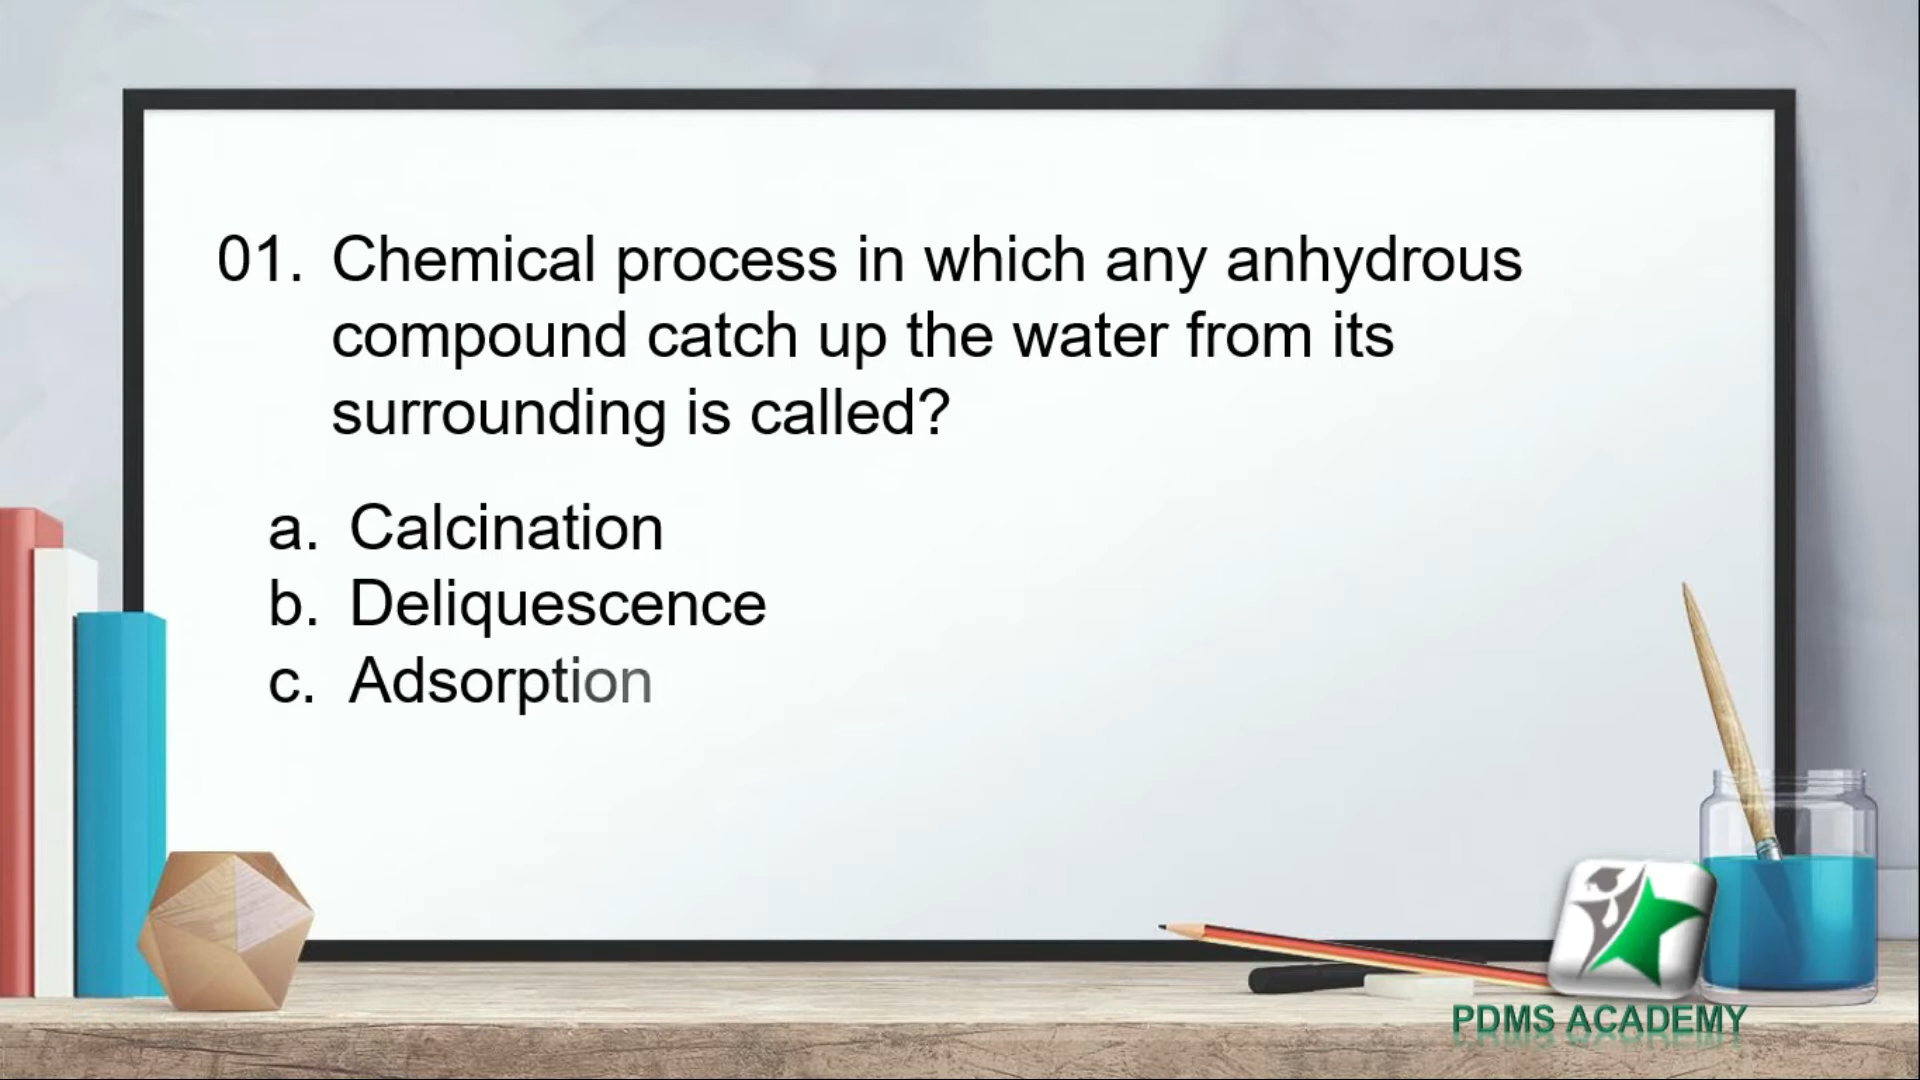 01. Chemical process in which any anhydrous
compound catch up the water from its
surrounding is called?
a. Calcination
b. Deliquescence
c. Adsorption
PDMS ACADEMY